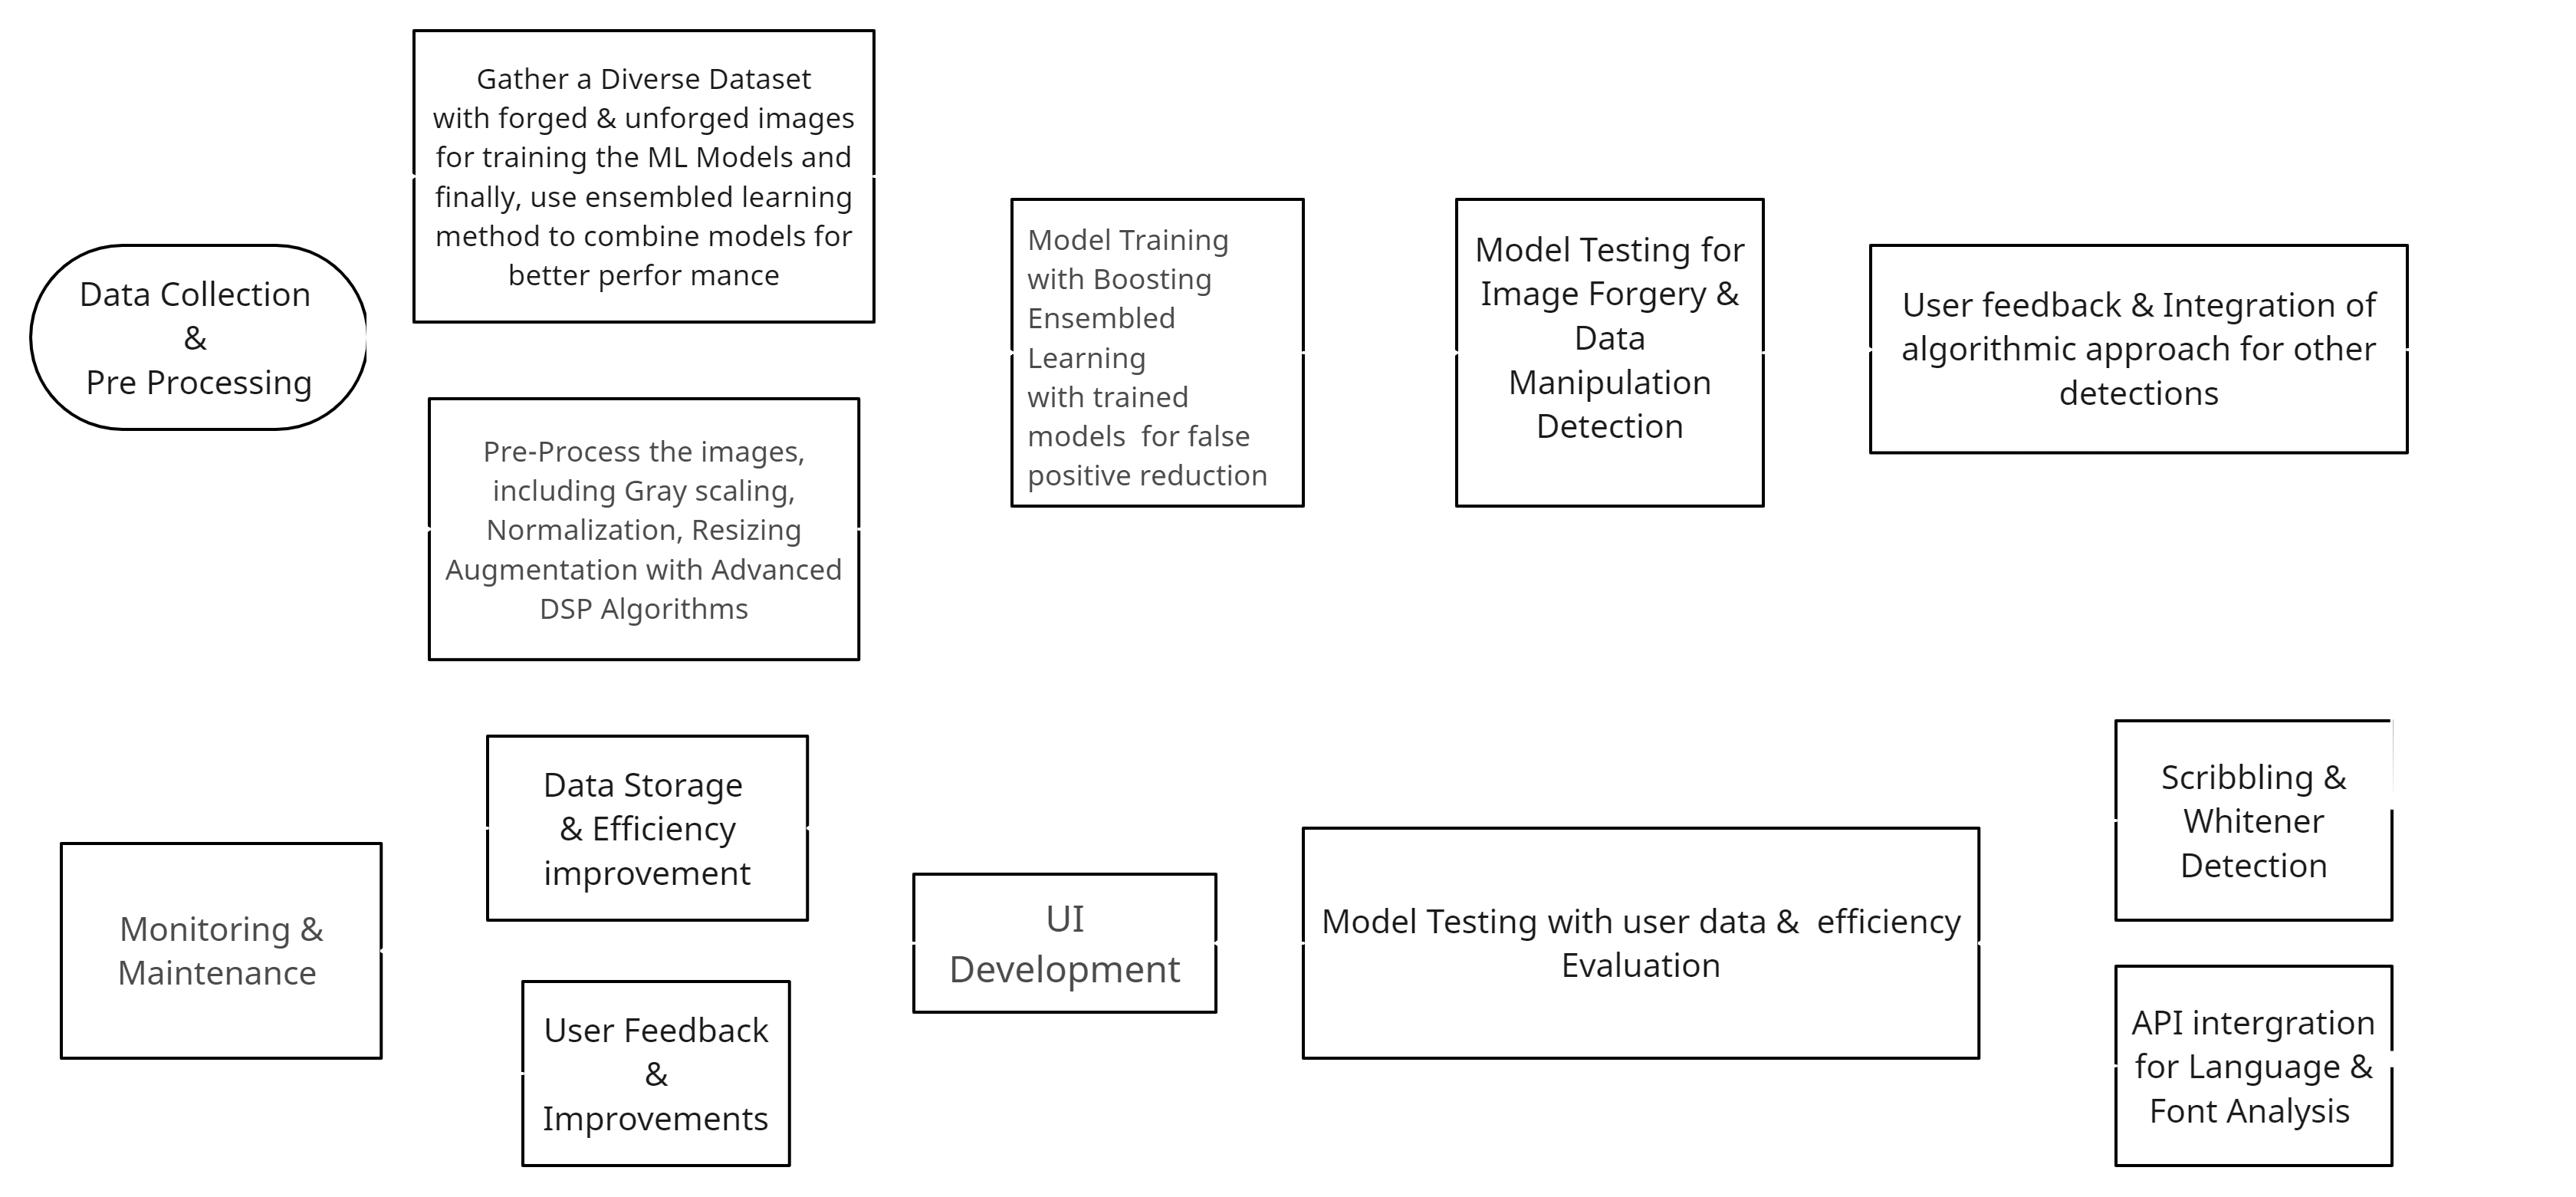 Data Collection
&
Pre Processing
Gather a Diverse Dataset
with forged & unforged images
for training the ML Models and
finally, use ensembled learning
method to combine models for
better perfor mance
Pre-Process the images,
including Gray scaling,
Normalization, Resizing
Augmentation with Advanced
DSP Algorithms
Model Training
with Boosting
Ensembled
Learning
with trained
models  for false
positive reduction
Model Testing for
Image Forgery &
Data
Manipulation
Detection
User feedback & Integration of
algorithmic approach for other
detections
Scribbling &
Whitener
Detection
API intergration
for Language &
Font Analysis
Model Testing with user data &  efficiency
Evaluation
UI
Development
Data Storage
& Efficiency
improvement
User Feedback
&
Improvements
Monitoring &
Maintenance